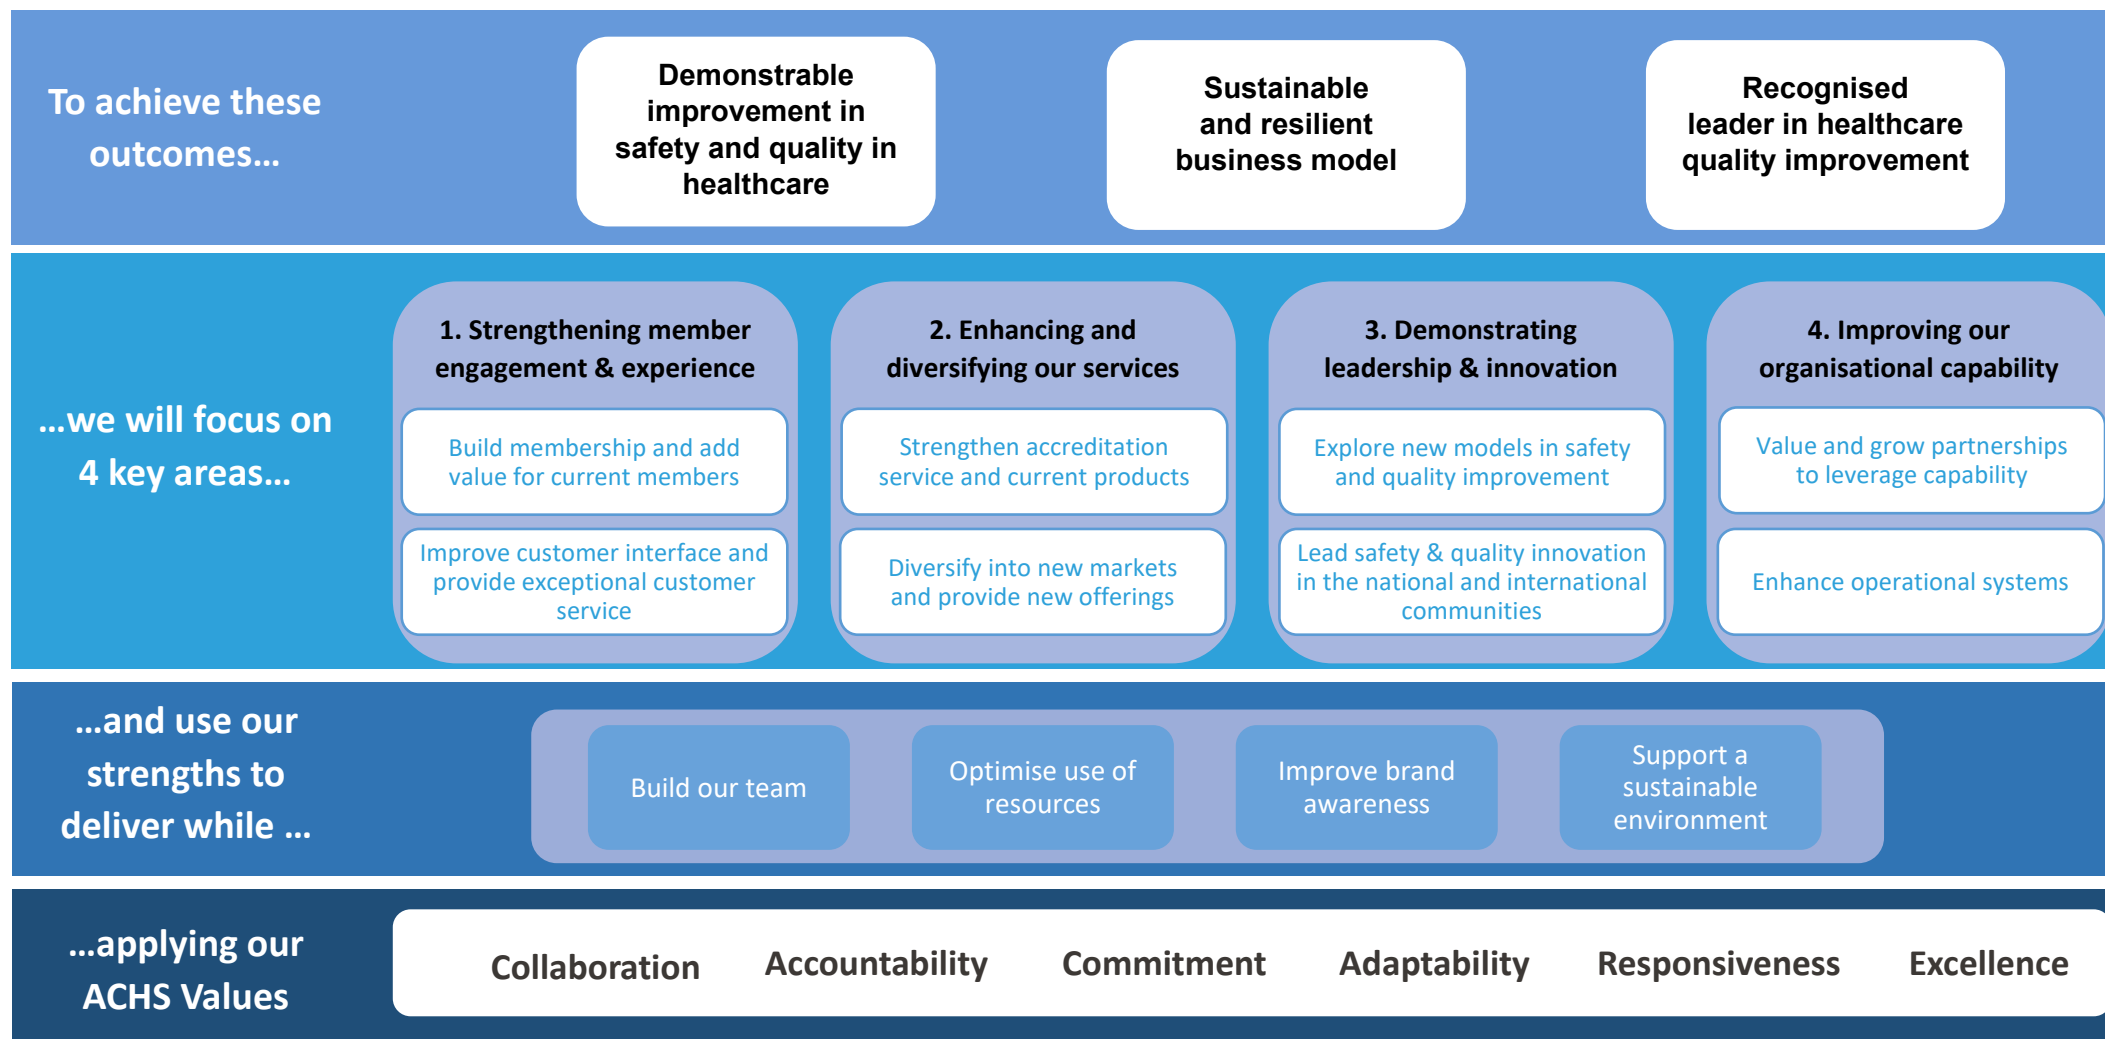 To achieve these
outcomes…
Demonstrable
improvement in
safety and quality in
healthcare
Sustainable
and resilient
business model
Recognised
leader in healthcare
quality improvement
…we will focus on
4 key areas…
1. Strengthening member
engagement & experience
Build membership and add
value for current members
Improve customer interface and
provide exceptional customer
service
2. Enhancing and
diversifying our services
Strengthen accreditation
service and current products
Diversify into new markets
and provide new offerings
3. Demonstrating
leadership & innovation
Explore new models in safety
and quality improvement
Lead safety & quality innovation
in the national and international
communities
4. Improving our
organisational capability
Value and grow partnerships
to leverage capability
Enhance operational systems
…and use our
strengths to
deliver while …
Build our team
Optimise use of
resources
Improve brand
awareness
Support a
sustainable
environment
…applying our
ACHS Values
Collaboration
Accountability
Commitment
Adaptability
Responsiveness
Excellence